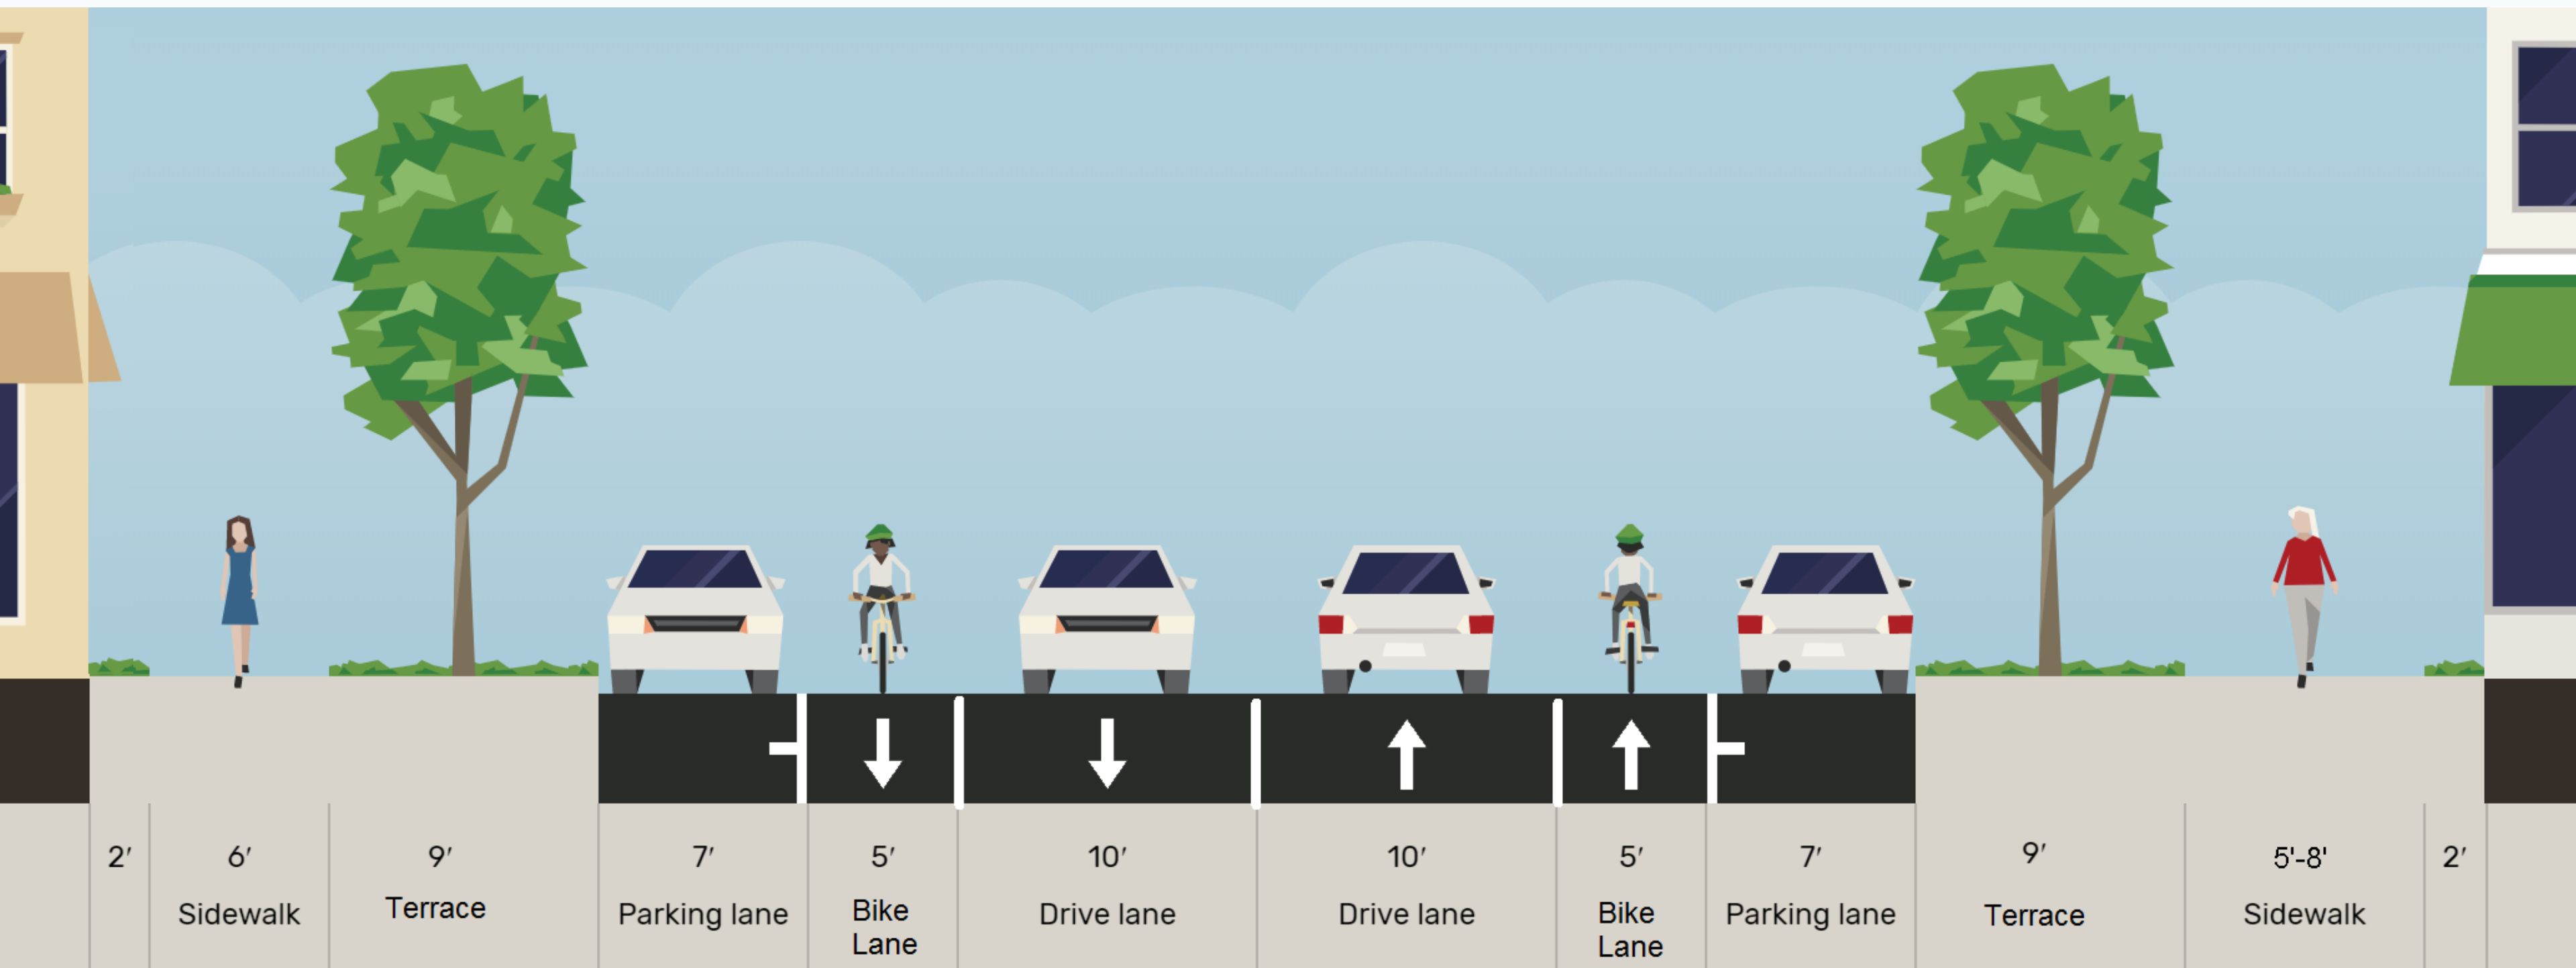 2' 6' 9' 7' 5' 10' 10' 5' 7' 9' 5'-8' 2'
Sidewalk Terrace Parking lane Bike Drive lane Drive lane Bike Parking lane Terrace Sidewalk
Lane Lane